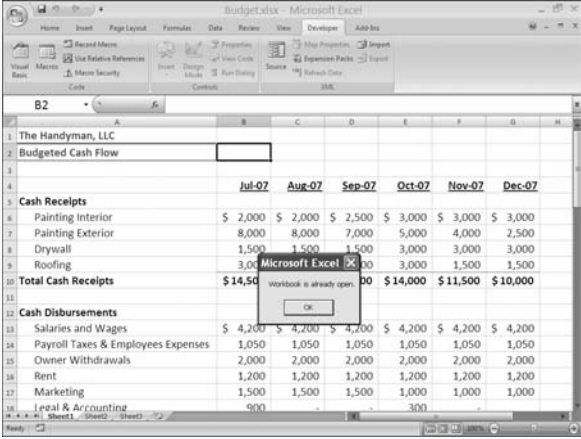 Budget.xlsx - Microsoft Excel
Home Insert Page Layout Formulas Data Review View Developer Add-Ins
Visual Basic
Macros
Record Macro
Use Relative References
Macro Security
Code
Insert
Design Mode
Properties
View Code
Run Dialog
Controls
Source
Map Properties
Expansion Packs
Refresh Data
Import
Export
XML
B2
A B C D E F G H
1 The Handyman, LLC
2 Budgeted Cash Flow
3
4 Jul-07 Aug-07 Sep-07 Oct-07 Nov-07 Dec-07
5 Cash Receipts
6 Painting Interior $ 2,000 $ 2,000 $ 2,500 $ 3,000 $ 3,000 $ 3,000
7 Painting Exterior 8,000 8,000 7,000 5,000 4,000 2,500
8 Drywall 1,500 1,500 1,500 3,000 3,000 3,000
9 Roofing 3,00 00 3,000 1,500 1,500
10 Total Cash Receipts $ 14,50 00 $ 14,000 $ 11,500 $ 10,000
Microsoft Excel
Workbook is already open.
OK
11
12 Cash Disbursements
13 Salaries and Wages $ 4,200 $ 4,200 $ 4,200 $ 4,200 $ 4,200 $ 4,200
14 Payroll Taxes & Employees Expenses 1,050 1,050 1,050 1,050 1,050 1,050
15 Owner Withdrawals 2,000 2,000 2,000 2,000 2,000 2,000
16 Rent 1,200 1,200 1,200 1,200 1,200 1,200
17 Marketing 1,500 1,500 1,500 1,000 1,000 1,000
18 Legal & Accounting 900 - - 300 - -
Sheet1 Sheet2 Sheet3
Ready 100%